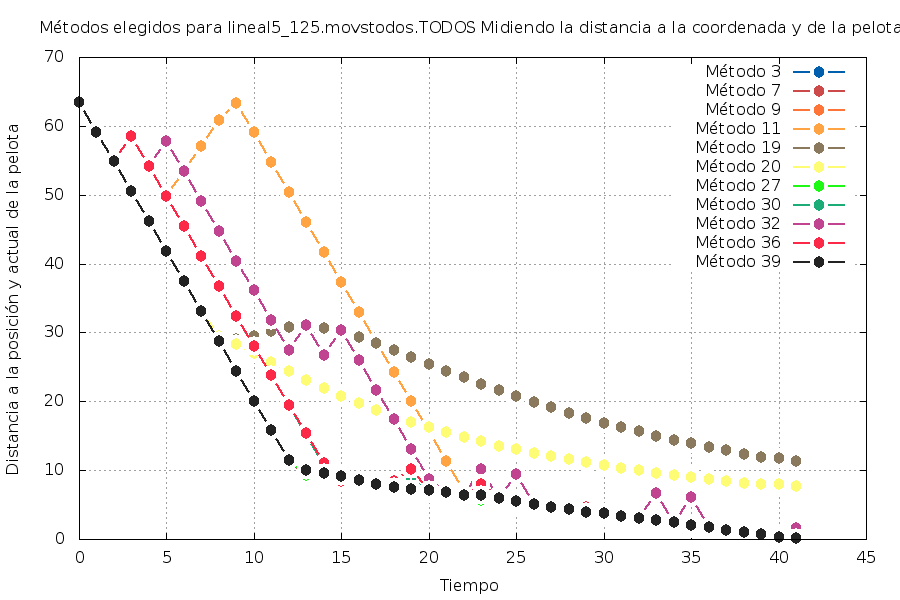 Métodos elegidos para lineal5_125.movstodos.TODOS Midiendo la distancia a la coordenada y de la pelota
Distancia a la posición y actual de la pelota
70
60
50
40
30
20
10
0
Método 3
Método 7
Método 9
Método 11
Método 19
Método 20
Método 27
Método 30
Método 32
Método 36
Método 39
0 5 10 15 20 25 30 35 40 45
Tiempo